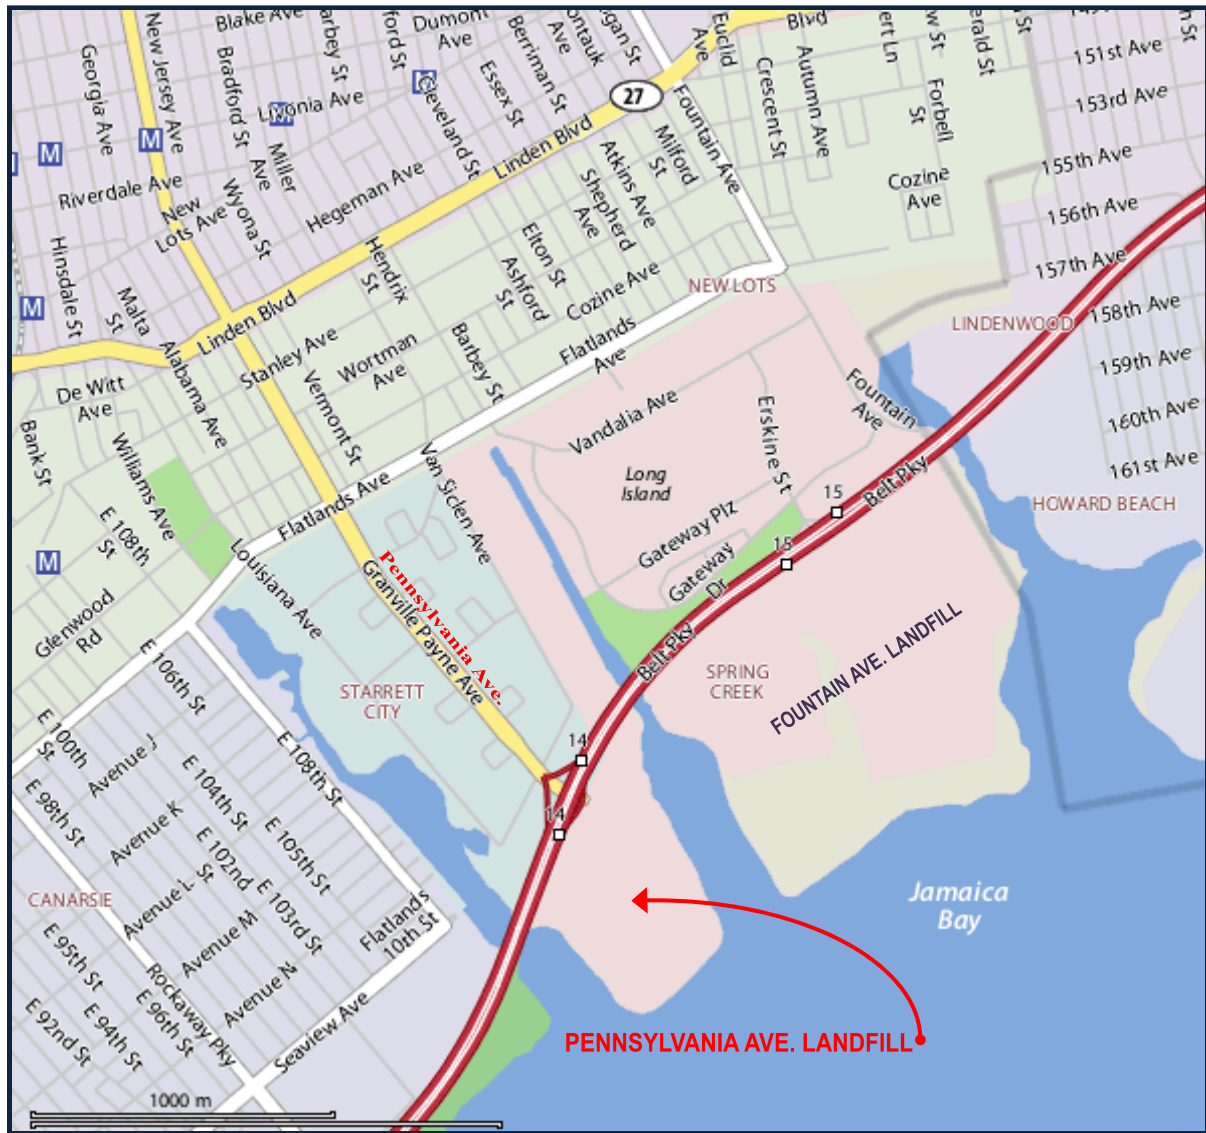 Blake Ave
Dumont
Ave
Berriman St
Euclid
Ave
Blvd
151st Ave
153rd Ave
155th Ave
156th Ave
157th Ave
158th Ave
159th Ave
160th Ave
161st Ave
Georgia Ave
New Jersey Ave
Bradford St
Livonia Ave
M
M
M
M
M
M
Miller
Ave
Cleveland St
Essex St
27
Crescent St
Autumn Ave
Forbell
St
Cozine
Ave
Riverdale Ave
New
Lots Ave
Wyona St
Hegeman Ave
Linden Blvd
Atkins Ave
Milford
St
Shepherd
Ave
Fountain Ave
Hinsdale St
Malta
St
Linden Blvd
Hendrix
St
Elton St
Ashford
St
Cozine Ave
NEW LOTS
LINDENWOOD
De Witt
Ave
Alabama Ave
Stanley Ave
Wortman
Ave
Barbey St
Flatlands
Ave
Bank St
Williams Ave
Vermont St
Van Siclen Ave
Vandalia Ave
Erskine St
Fountain
Ave
Long
Island
Flatlands Ave
Gateway Plz
Gateway
Dr
15
15
Belt Pky
HOWARD BEACH
E 108th
St
Glenwood
Rd
Louisiana Ave
Pennsylvania Ave.
Granville Payne Ave
Belt Pky
SPRING
CREEK
FOUNTAIN AVE. LANDFILL
STARRETT
CITY
E 106th St
E 108th St
E 100th
St
Avenue J
E 98th St
E 104th St
Avenue K
E 105th St
E 102nd
St
E 103rd St
14
14
CANARSIE
Avenue L
Avenue M
Avenue N
Flatlands
10th St
E 95th St
E 94th St
E 96th St
E 92nd St
Rockaway Pky
Seaview Ave
Jamaica
Bay
PENNSYLVANIA AVE. LANDFILL
1000 m